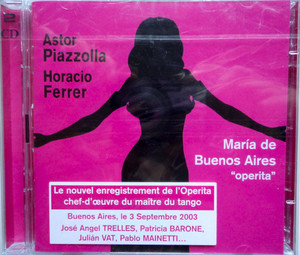 2
CD
Astor
Piazzolla
Horacio
Ferrer
María de
Buenos Aires
"operita"
Le nouvel enregistrement de l'Operita
chef-d'œuvre du maître du tango
Buenos Aires, le 3 Septembre 2003
José Angel TRELLES, Patricia BARONE,
Julián VAT, Pablo MAINETTI...